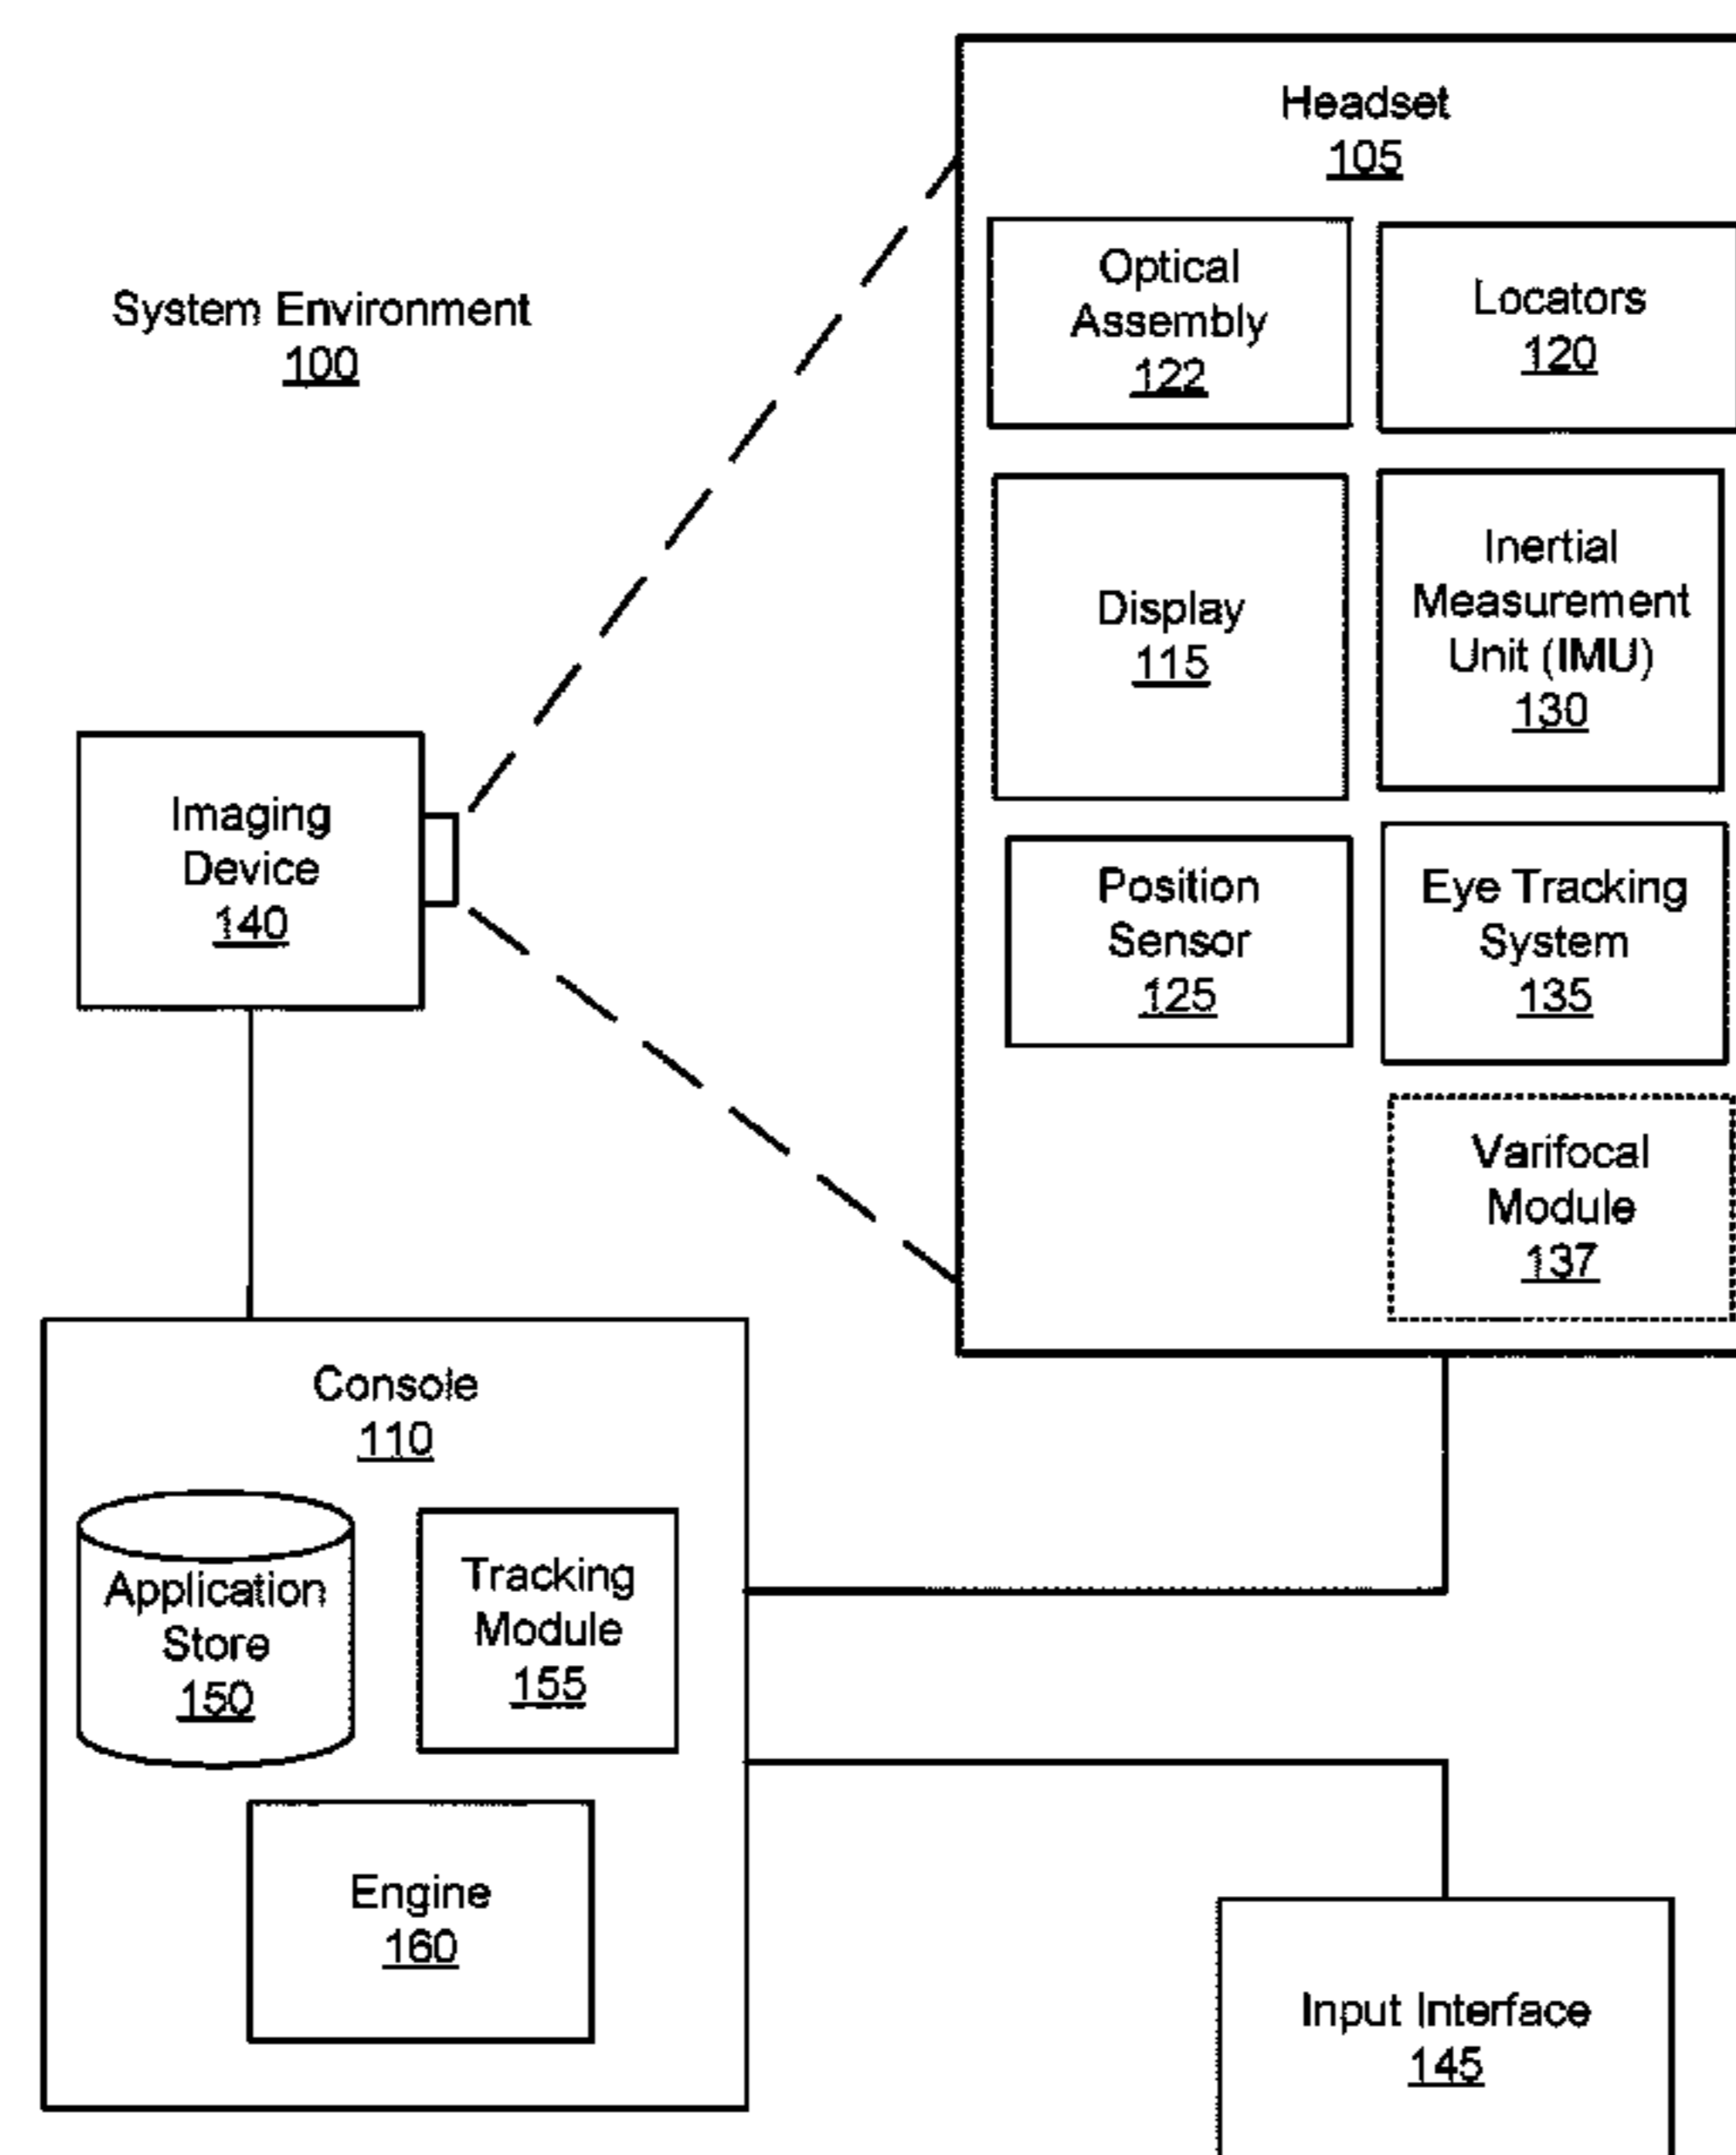 System Environment
100
Headset
105
Optical
Assembly
122
Locators
120
Display
115
Inertial
Measurement
Unit (IMU)
130
Position
Sensor
125
Eye Tracking
System
135
Varifocal
Module
137
Imaging
Device
140
Console
110
Application
Store
150
Tracking
Module
155
Engine
160
Input Interface
145